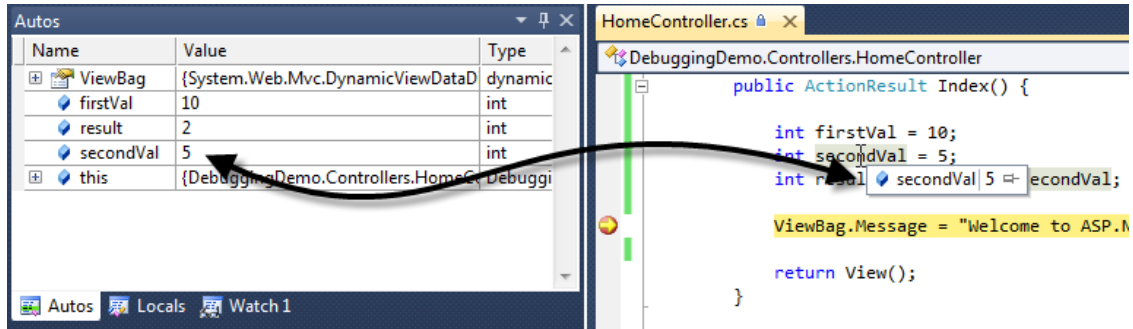 Autos
Name Value Type
ViewBag {System.Web.Mvc.DynamicViewDataD dynamic
firstVal 10 int
result 2 int
secondVal 5 int
this {DebuggingDemo.Controllers.HomeC Debuggi
Autos Locals Watch 1
HomeController.cs
DebuggingDemo.Controllers.HomeController
public ActionResult Index() {
int firstVal = 10;
int secondVal = 5;
int resul secondVal 5 econdVal;
ViewBag.Message = "Welcome to ASP.N
return View();
}